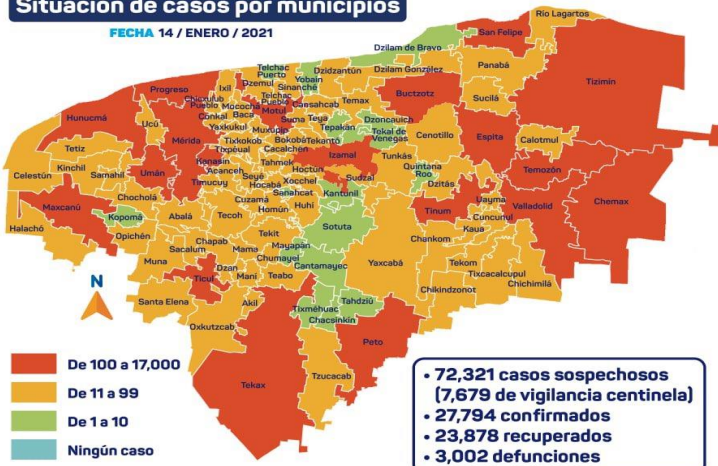 Situación de casos por municipios
FECHA 14 / ENERO / 2021
Río Lagartos
San Felipe
Dzilam de Bravo
Tizimín
Panabá
Telchac
Puerto
Dzidzantún
Dzilam González
Yobain
Sinanché
Dzemul
Progreso
Ixil
Chicxulub
Pueblo
Telchac
Pueblo
Cansahcab
Temax
Buctzotz
Sucilá
Mocochá
Motul
Hunucmá
Conkal
Baca
Suma
Teya
Dzoncauich
Ucú
Yaxkukul
Muxupip
Tepakán
Tekal de
Venegas
Cenotillo
Espita
Calotmul
Mérida
Tixkokob
Bokobá
Tekantó
Tetiz
Tixpéual
Cacalchén
Izamal
Tunkás
Kinchil
Umán
Kanasín
Tahmek
Quintana
Roo
Temozón
Celestún
Samahil
Acanceh
Seyé
Hoctún
Sudzal
Dzitás
Timucuy
Hocabá
Xocchel
Chemax
Maxcanú
Chocholá
Cuzamá
Sanahcat
Kantunil
Uayma
Valladolid
Kopomá
Abalá
Tecoh
Homún
Huhí
Tinum
Cuncunul
Halachó
Opichén
Sotuta
Kaua
Tekit
Chankom
Chapab
Mama
Mayapán
Muna
Sacalum
Chumayel
Cantamayec
Yaxcabá
Tekom
Tixcacalcupul
Dzan
Maní
Teabo
Chikindzonot
Chichimilá
Ticul
Santa Elena
Akil
Tixméhuac
Tahdziú
Oxkutzcab
Chacsinkín
Peto
Tekax
Tzucacab
N
De 100 a 17,000
De 11 a 99
De 1 a 10
Ningún caso
• 72,321 casos sospechosos
(7,679 de vigilancia centinela)
• 27,794 confirmados
• 23,878 recuperados
• 3,002 defunciones